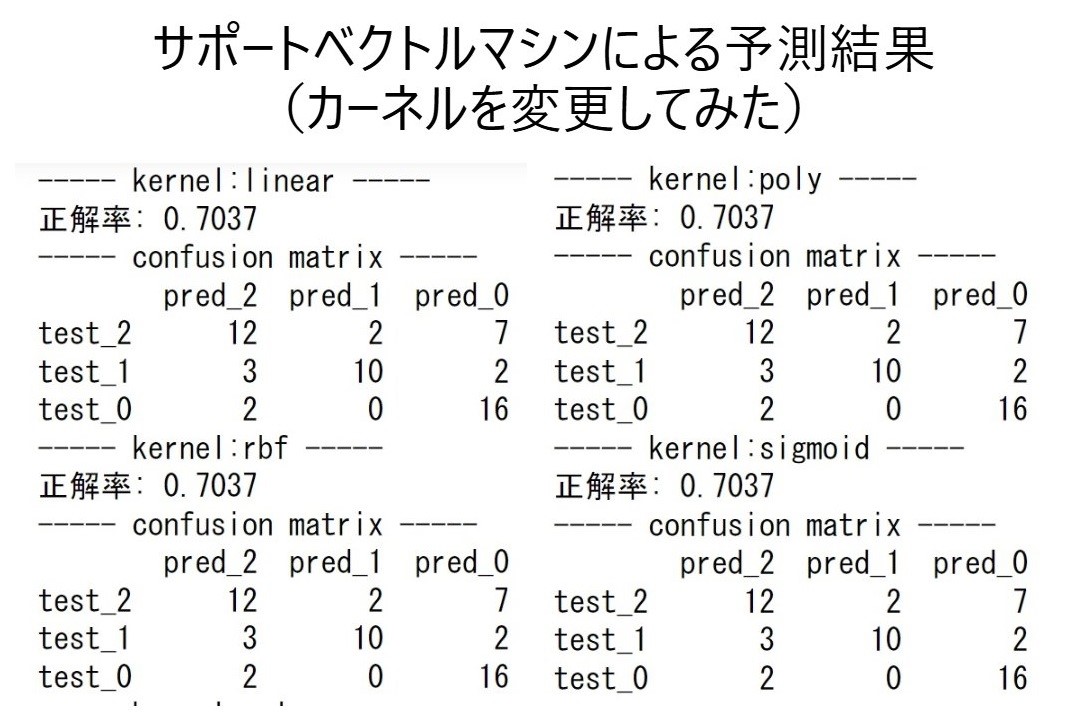 サポートベクトルマシンによる予測結果
（カーネルを変更してみた）
----- kernel:linear -----
正解率: 0.7037
----- confusion matrix -----
pred_2 pred_1 pred_0
test_2 12 2 7
test_1 3 10 2
test_0 2 0 16
----- kernel:rbf -----
正解率: 0.7037
----- confusion matrix -----
pred_2 pred_1 pred_0
test_2 12 2 7
test_1 3 10 2
test_0 2 0 16
----- kernel:poly -----
正解率: 0.7037
----- confusion matrix -----
pred_2 pred_1 pred_0
test_2 12 2 7
test_1 3 10 2
test_0 2 0 16
----- kernel:sigmoid -----
正解率: 0.7037
----- confusion matrix -----
pred_2 pred_1 pred_0
test_2 12 2 7
test_1 3 10 2
test_0 2 0 16